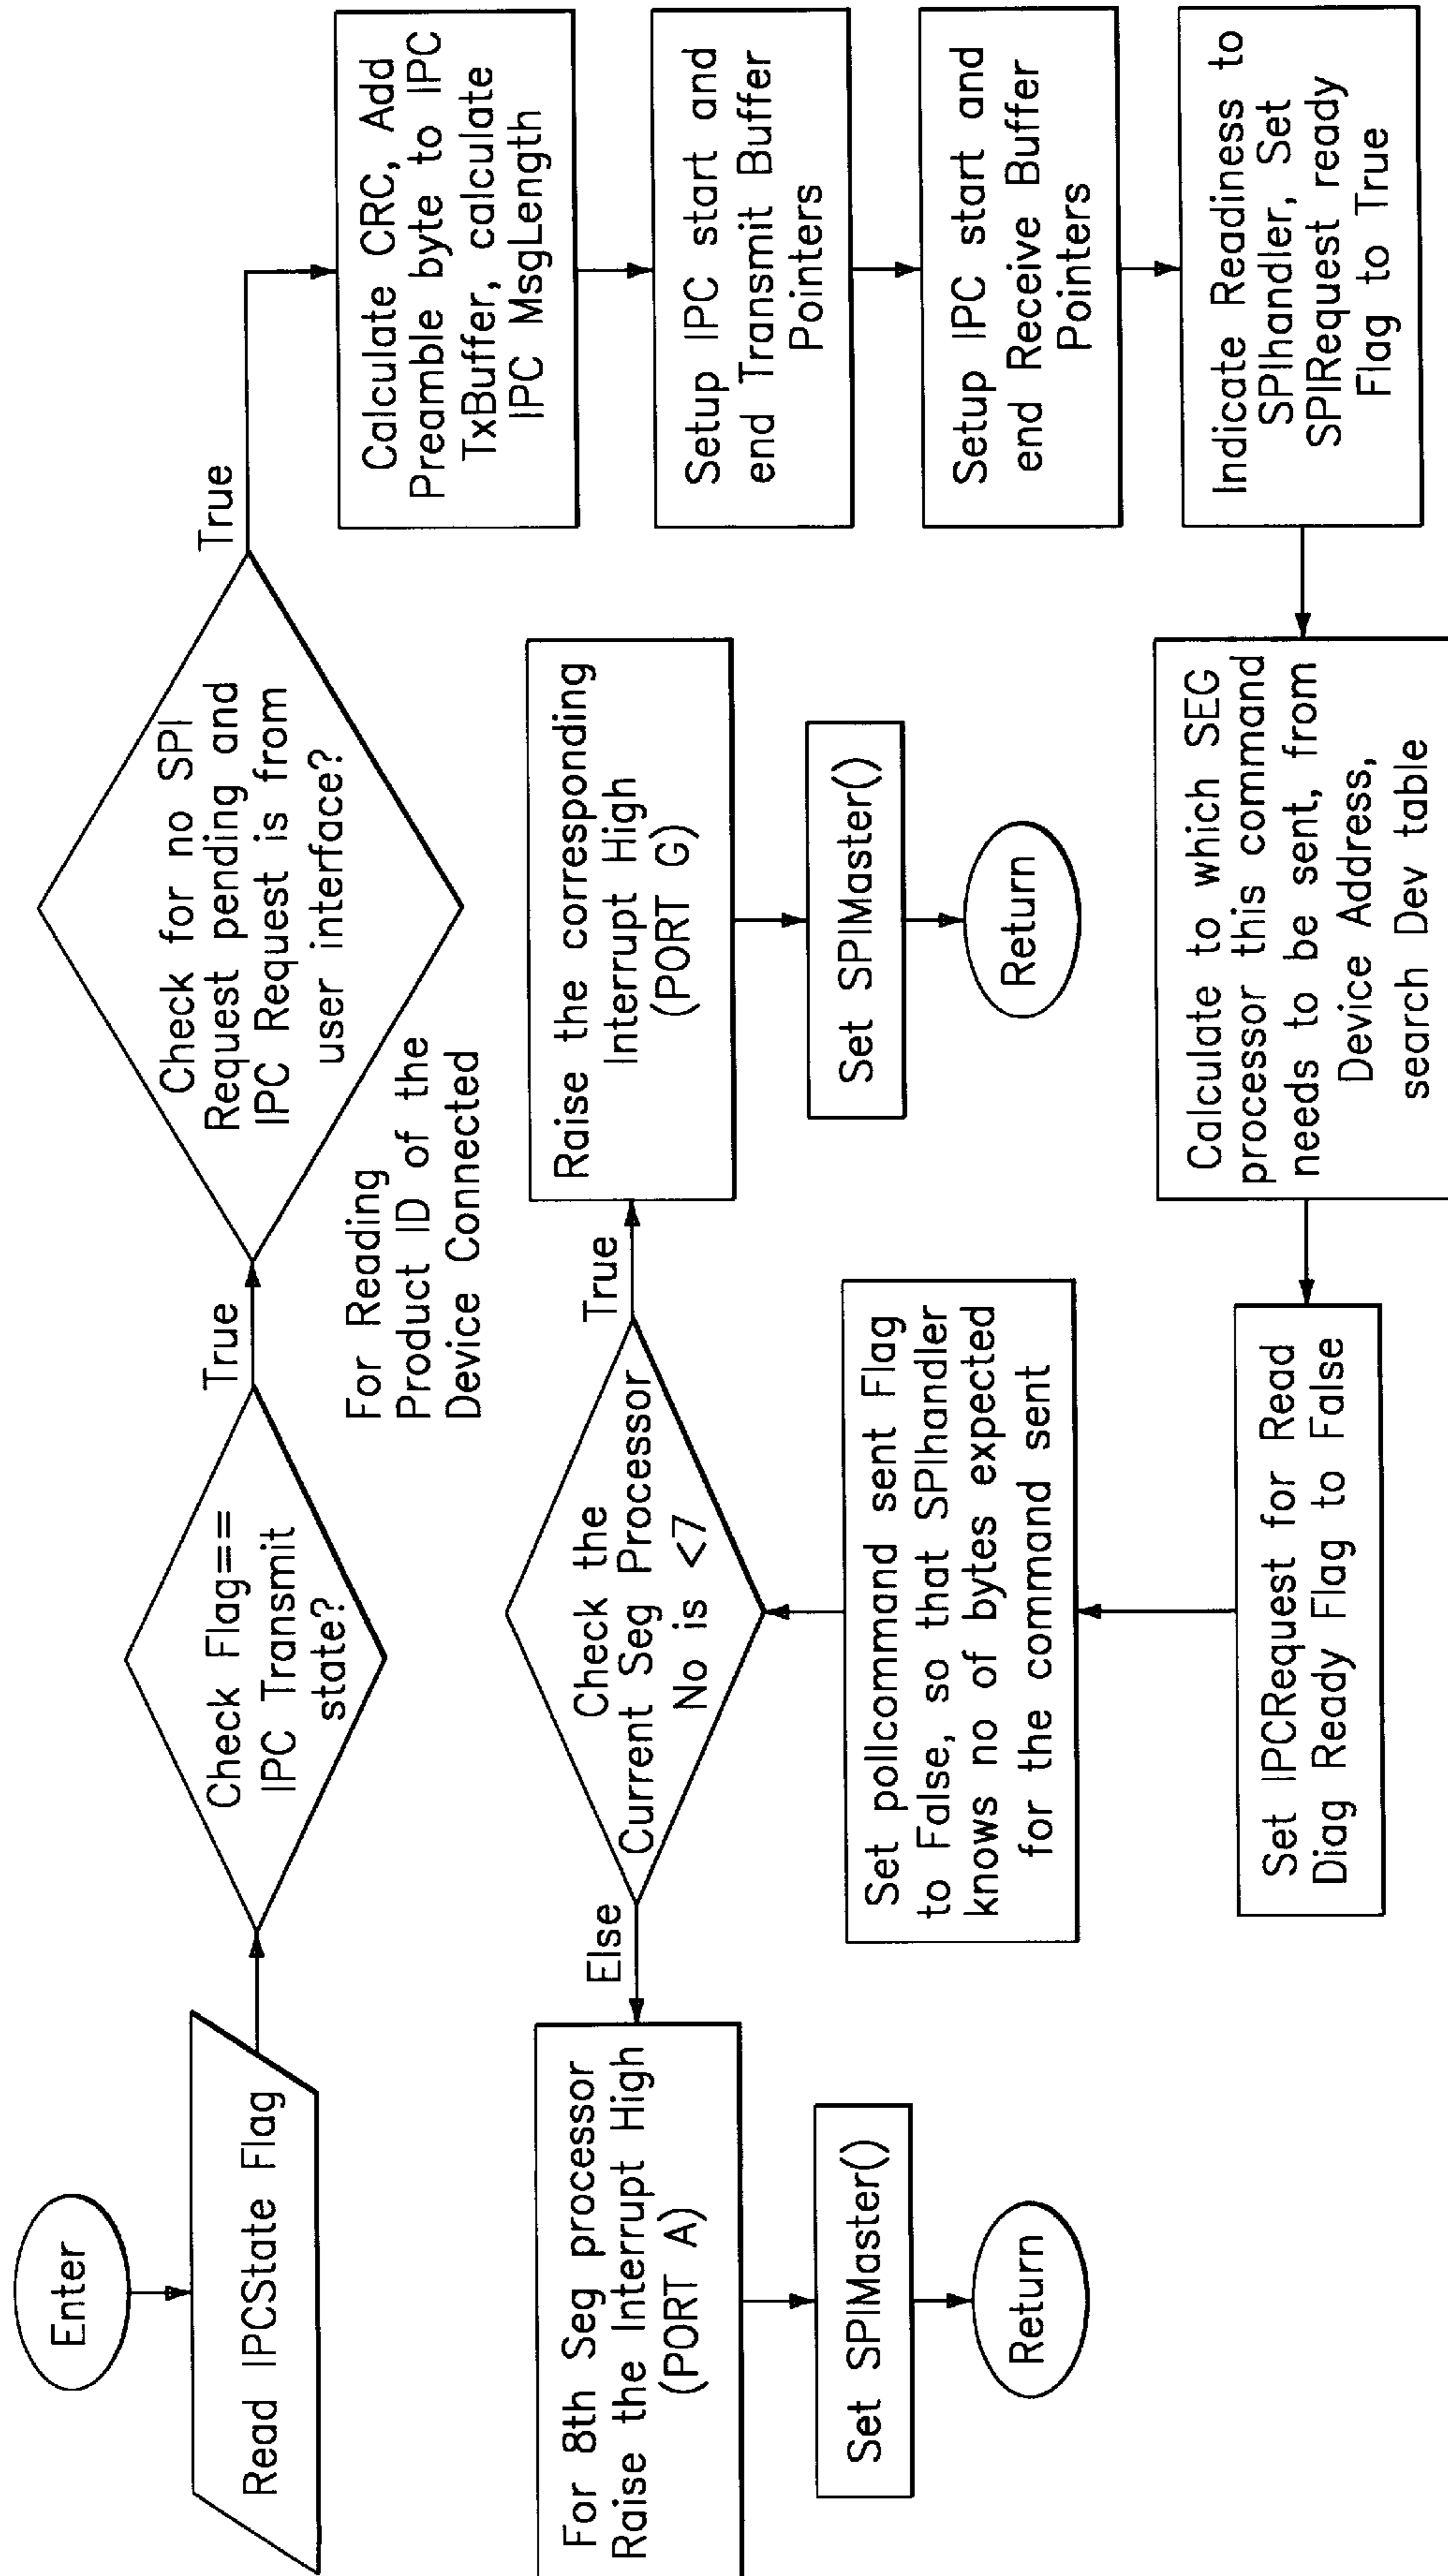 Enter
Read IPCState Flag
Check Flag==
IPC Transmit
state?
True
Check for no SPI
Request pending and
IPC Request is from
user interface?
True
For Reading
Product ID of the
Device Connected
Calculate CRC, Add
Preamble byte to IPC
TxBuffer, calculate
IPC MsgLength
Setup IPC start and
end Transmit Buffer
Pointers
Setup IPC start and
end Receive Buffer
Pointers
Indicate Readiness to
SPIhandler, Set
SPIRequest ready
Flag to True
Calculate to which SEG
processor this command
needs to be sent, from
Device Address,
search Dev table
Set IPCRequest for Read
Diag Ready Flag to False
Set pollcommand sent Flag
to False, so that SPIhandler
knows no of bytes expected
for the command sent
Check the
Current Seg Processor
No is <7
True
Raise the corresponding
Interrupt High
(PORT G)
Set SPIMaster()
Return
Else
For 8th Seg processor
Raise the Interrupt High
(PORT A)
Set SPIMaster()
Return